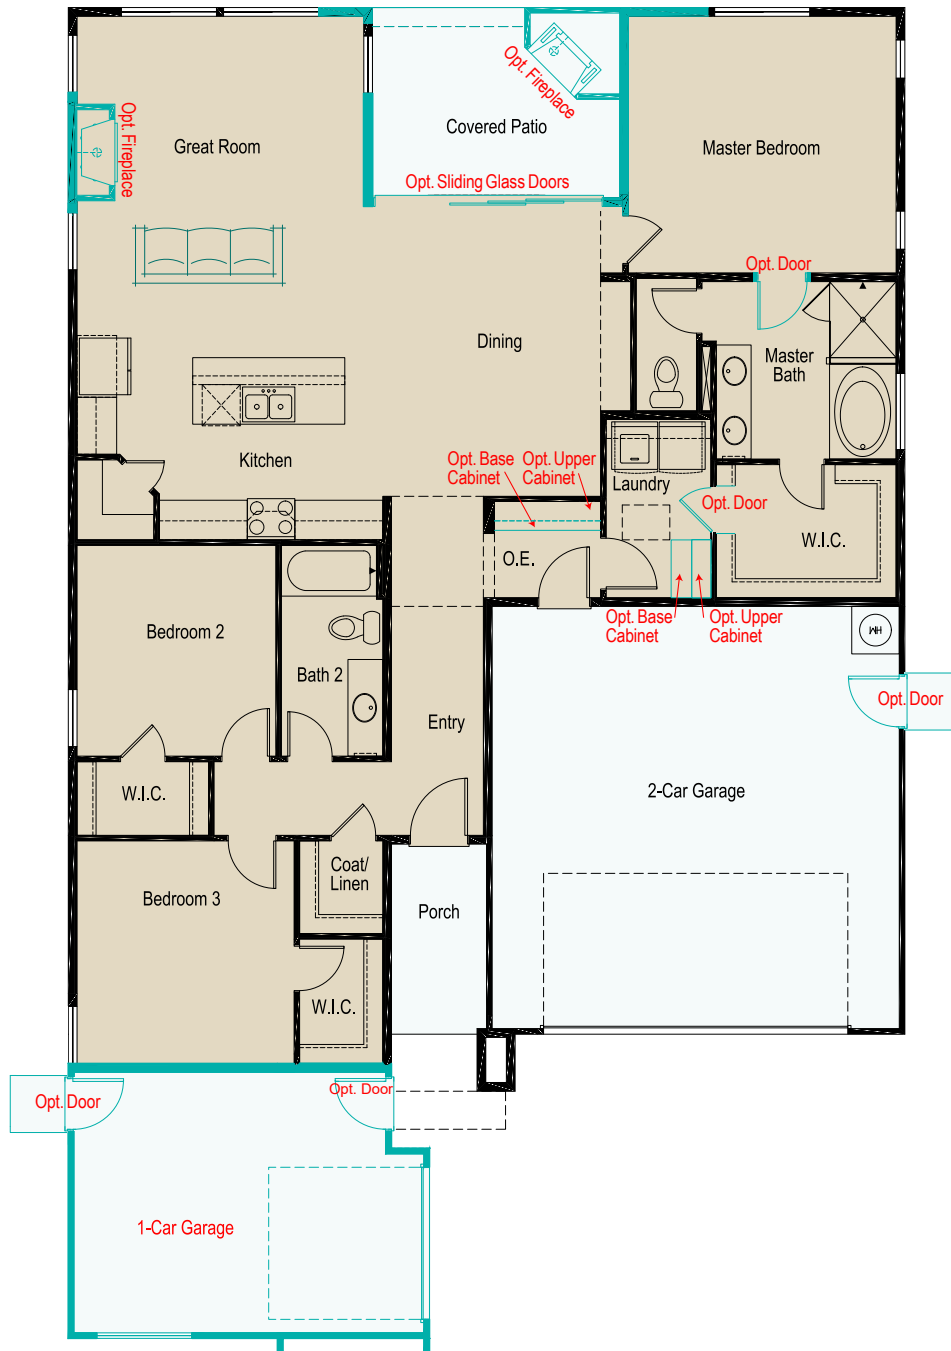 Opt. Fireplace
Covered Patio
Opt. Fireplace
Great Room
Master Bedroom
Opt. Sliding Glass Doors
Opt. Door
Dining
Master
Bath
Kitchen
Opt. Base
Cabinet
Opt. Upper
Cabinet
Laundry
Opt. Door
W.I.C.
O.E.
Opt. Base
Cabinet
Opt. Upper
Cabinet
HM
Bedroom 2
Bath 2
Entry
Opt. Door
W.I.C.
2-Car Garage
Coat/
Linen
Bedroom 3
Porch
W.I.C.
Opt. Door
Opt. Door
1-Car Garage